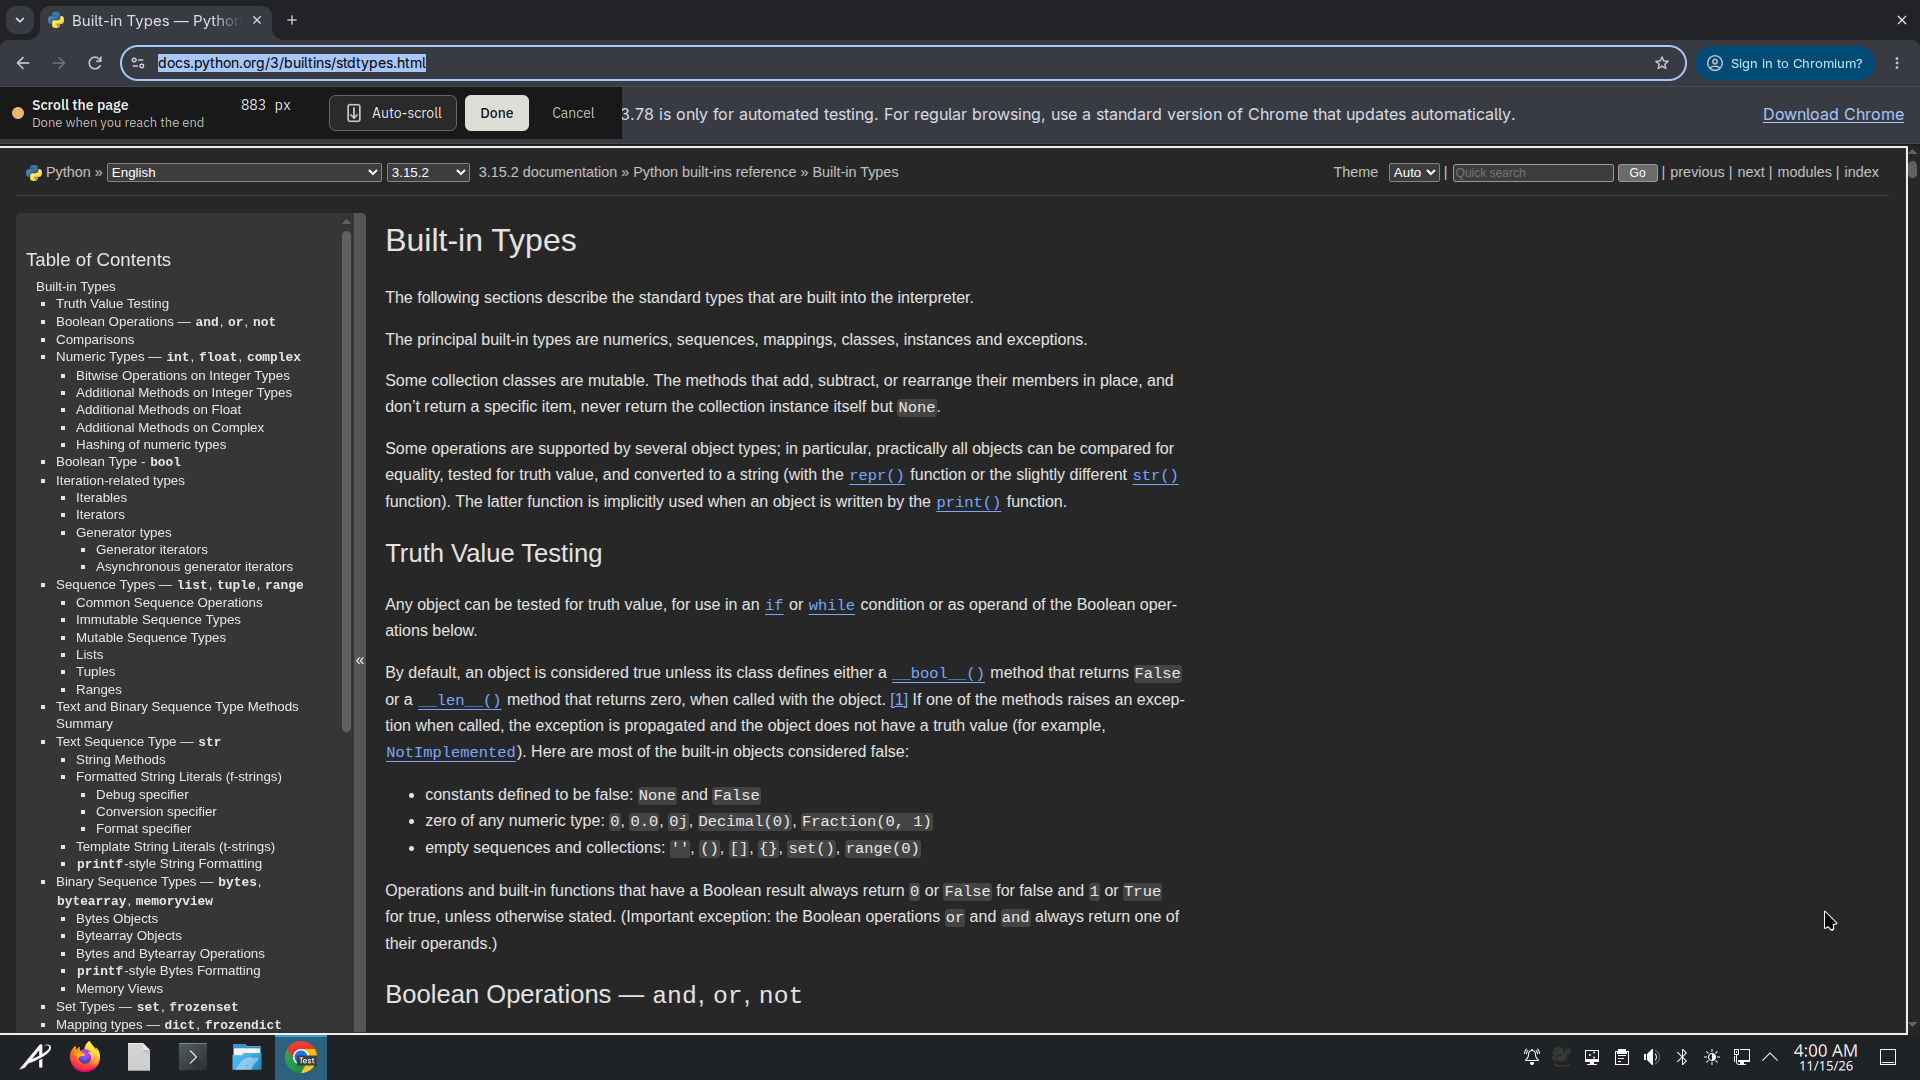 Built-in Types — Python
docs.python.org/3/builtins/stdtypes.html
Sign in to Chromium?
Scroll the page
Done when you reach the end
883 px
Auto-scroll
Done
Cancel
3.78 is only for automated testing. For regular browsing, use a standard version of Chrome that updates automatically.
Download Chrome
Python » English 3.15.2 3.15.2 documentation » Python built-ins reference » Built-in Types
Theme Auto | Quick search Go | previous | next | modules | index
Table of Contents
Built-in Types
Truth Value Testing
Boolean Operations — and, or, not
Comparisons
Numeric Types — int, float, complex
Bitwise Operations on Integer Types
Additional Methods on Integer Types
Additional Methods on Float
Additional Methods on Complex
Hashing of numeric types
Boolean Type - bool
Iteration-related types
Iterables
Iterators
Generator types
Generator iterators
Asynchronous generator iterators
Sequence Types — list, tuple, range
Common Sequence Operations
Immutable Sequence Types
Mutable Sequence Types
Lists
Tuples
Ranges
Text and Binary Sequence Type Methods
Summary
Text Sequence Type — str
String Methods
Formatted String Literals (f-strings)
Debug specifier
Conversion specifier
Format specifier
Template String Literals (t-strings)
printf-style String Formatting
Binary Sequence Types — bytes,
bytearray, memoryview
Bytes Objects
Bytearray Objects
Bytes and Bytearray Operations
printf-style Bytes Formatting
Memory Views
Set Types — set, frozenset
Mapping types — dict, frozendict
«
Built-in Types
The following sections describe the standard types that are built into the interpreter.
The principal built-in types are numerics, sequences, mappings, classes, instances and exceptions.
Some collection classes are mutable. The methods that add, subtract, or rearrange their members in place, and
don’t return a specific item, never return the collection instance itself but None.
Some operations are supported by several object types; in particular, practically all objects can be compared for
equality, tested for truth value, and converted to a string (with the repr() function or the slightly different str()
function). The latter function is implicitly used when an object is written by the print() function.
Truth Value Testing
Any object can be tested for truth value, for use in an if or while condition or as operand of the Boolean oper-
ations below.
By default, an object is considered true unless its class defines either a __bool__() method that returns False
or a __len__() method that returns zero, when called with the object. [1] If one of the methods raises an excep-
tion when called, the exception is propagated and the object does not have a truth value (for example,
NotImplemented). Here are most of the built-in objects considered false:
• constants defined to be false: None and False
• zero of any numeric type: 0, 0.0, 0j, Decimal(0), Fraction(0, 1)
• empty sequences and collections: '', (), [], {}, set(), range(0)
Operations and built-in functions that have a Boolean result always return 0 or False for false and 1 or True
for true, unless otherwise stated. (Important exception: the Boolean operations or and and always return one of
their operands.)
Boolean Operations — and, or, not
Test
4:00 AM
11/15/26